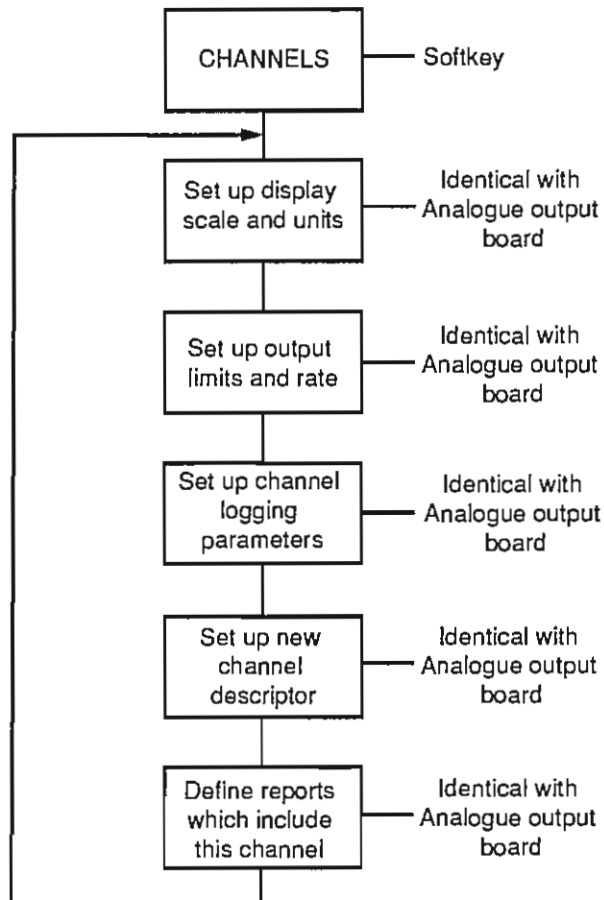 CHANNELS
Softkey
Set up display
scale and units
Identical with
Analogue output
board
Set up output
limits and rate
Identical with
Analogue output
board
Set up channel
logging
parameters
Identical with
Analogue output
board
Set up new
channel
descriptor
Identical with
Analogue output
board
Define reports
which include
this channel
Identical with
Analogue output
board